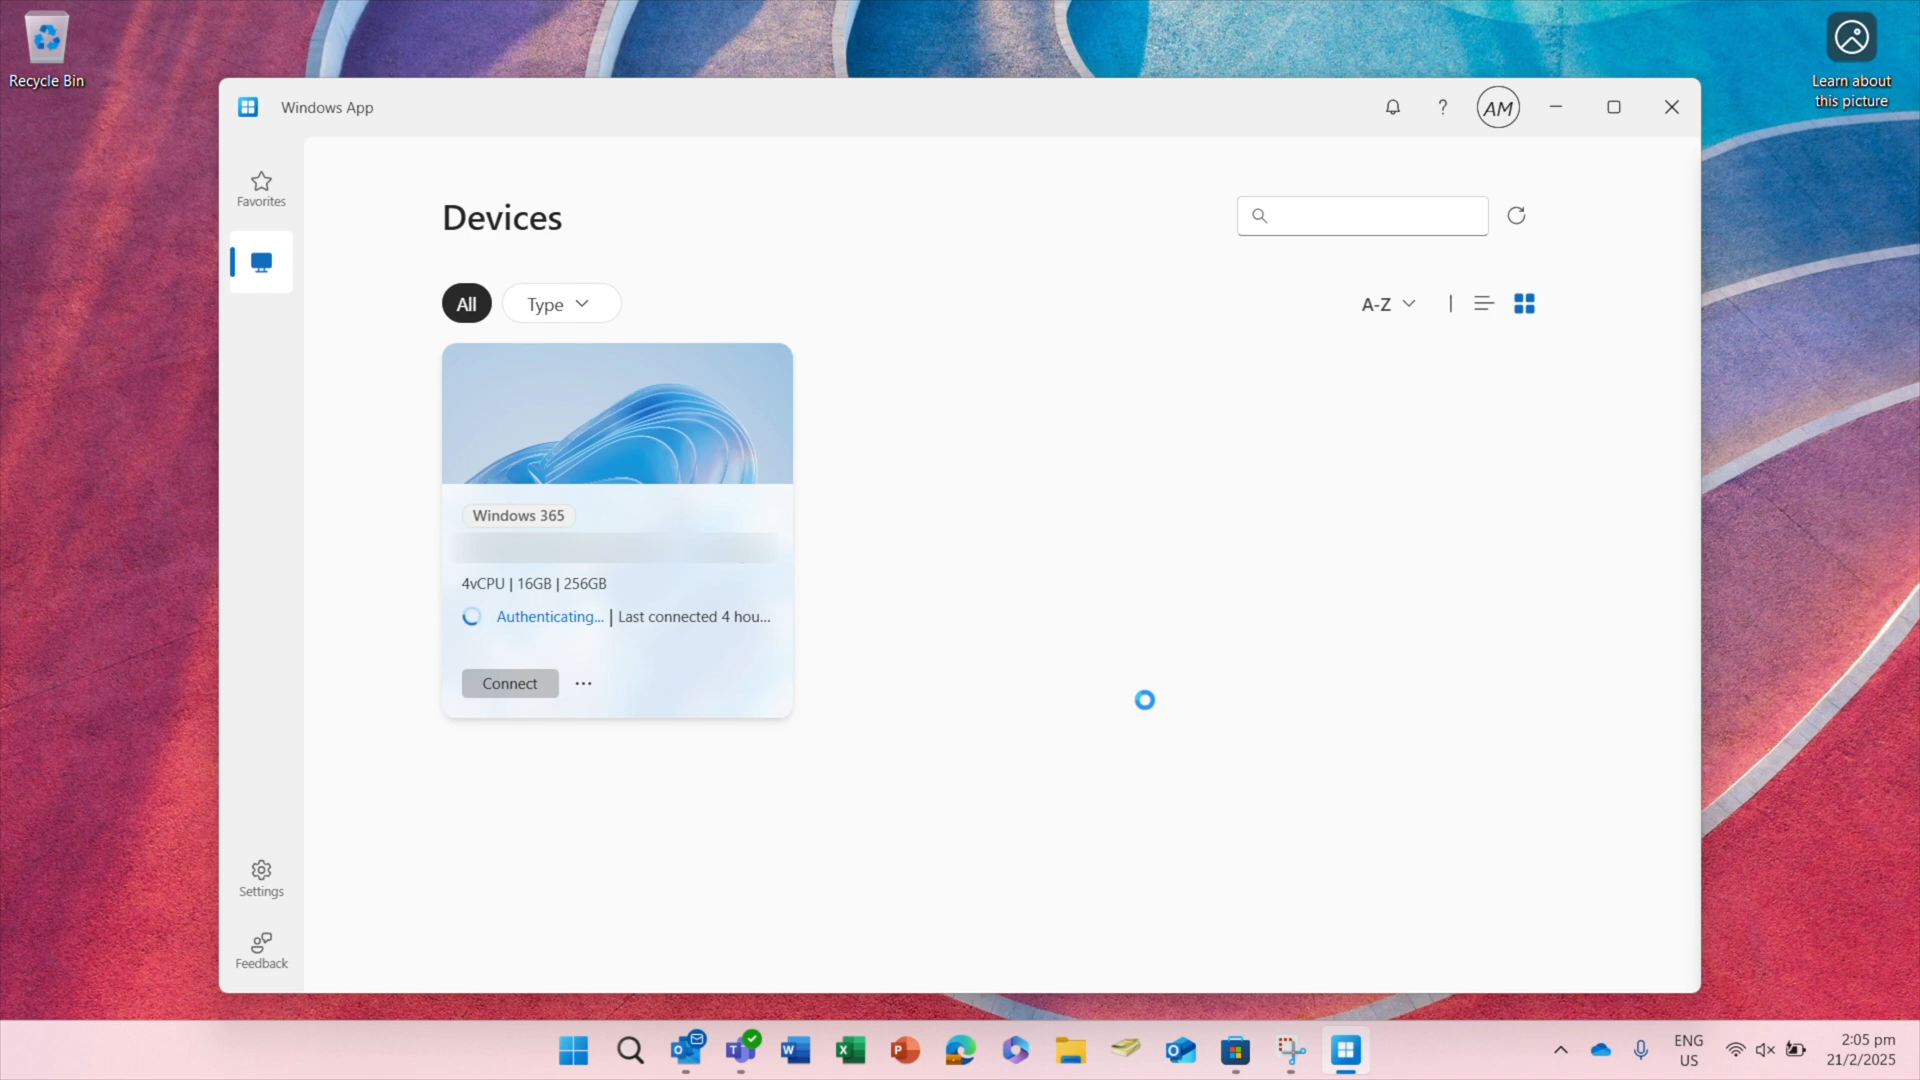 Recycle Bin
Learn about
this picture
Windows App
?
AM
Favorites
Devices
All
Type
A-Z
|
Windows 365
4vCPU | 16GB | 256GB
Authenticating... | Last connected 4 hou...
Connect
...
Settings
Feedback
ENG
US
2:05 pm
21/2/2025